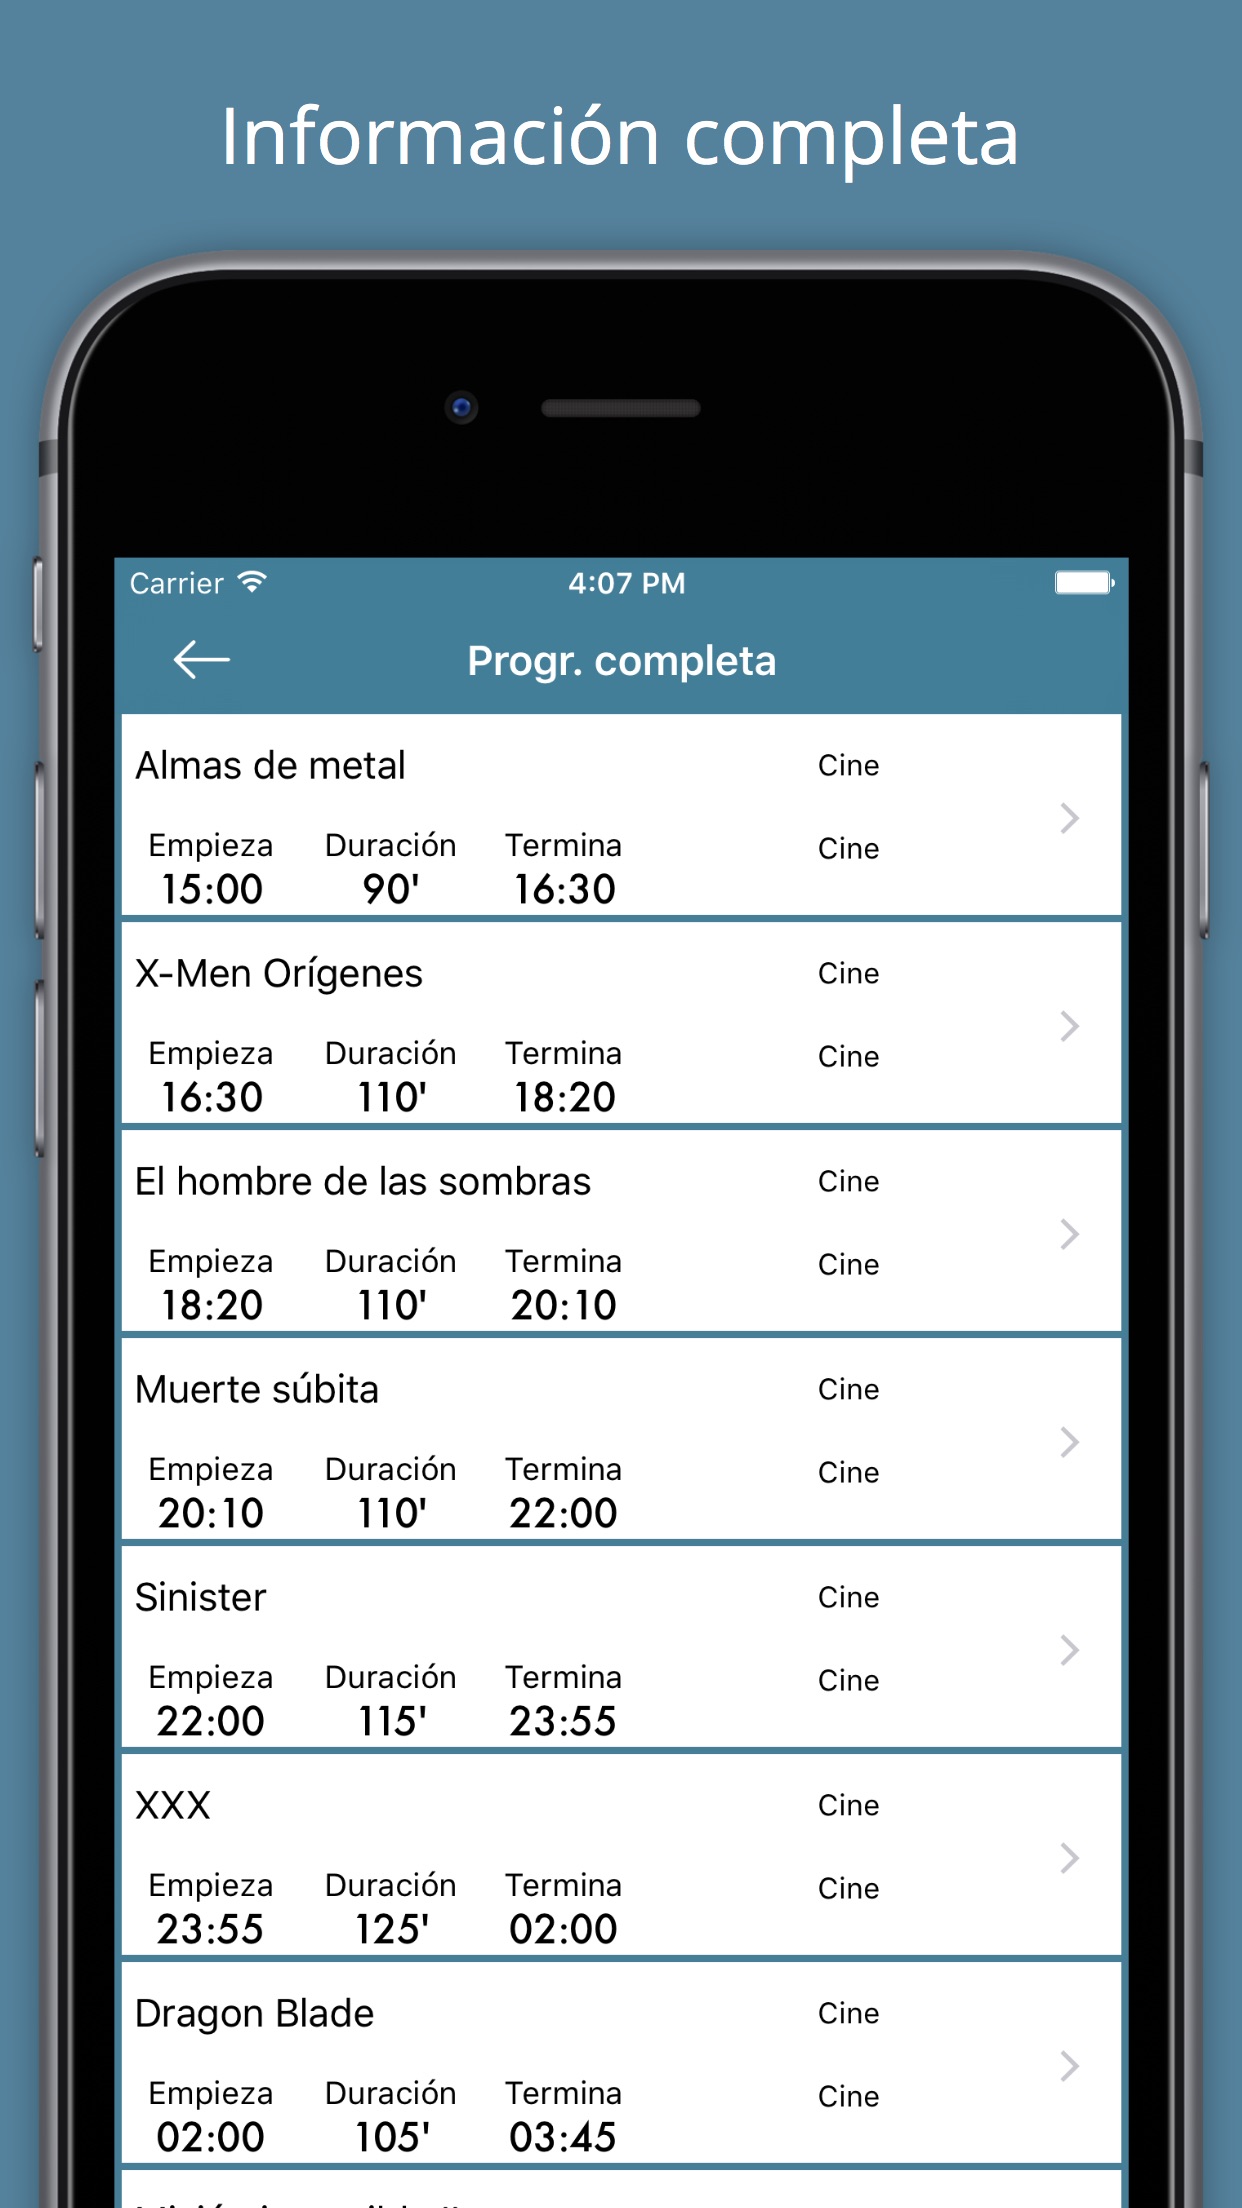 Información completa
Carrier 4:07 PM
Progr. completa
Almas de metal Cine
Empieza Duración Termina Cine
15:00 90' 16:30
X-Men Orígenes Cine
Empieza Duración Termina Cine
16:30 110' 18:20
El hombre de las sombras Cine
Empieza Duración Termina Cine
18:20 110' 20:10
Muerte súbita Cine
Empieza Duración Termina Cine
20:10 110' 22:00
Sinister Cine
Empieza Duración Termina Cine
22:00 115' 23:55
XXX Cine
Empieza Duración Termina Cine
23:55 125' 02:00
Dragon Blade Cine
Empieza Duración Termina Cine
02:00 105' 03:45